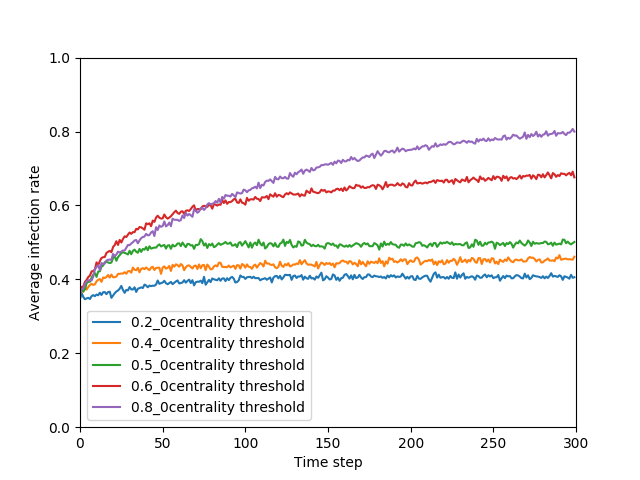 1.0
0.8
0.6
0.4
0.2
0.0
Average infection rate
0.2_0centrality threshold
0.4_0centrality threshold
0.5_0centrality threshold
0.6_0centrality threshold
0.8_0centrality threshold
0 50 100 150 200 250 300
Time step